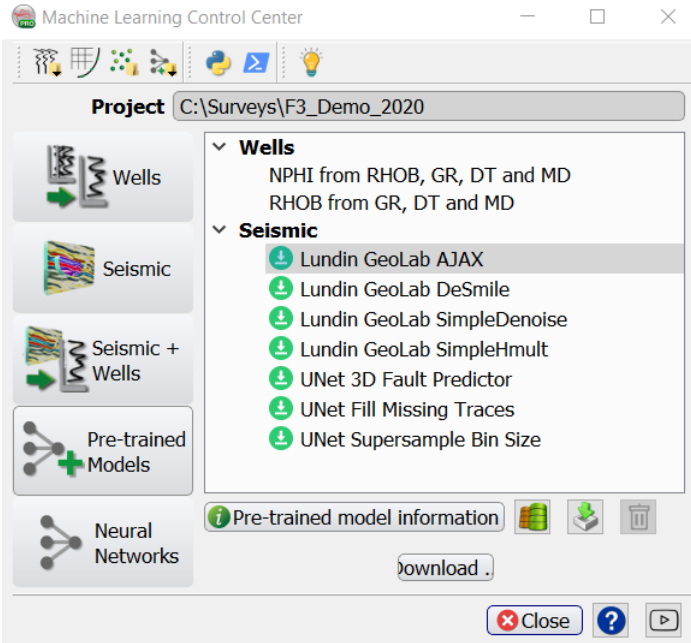 Machine Learning Control Center
PRO
Project C:\Surveys\F3_Demo_2020
Wells
Seismic
Seismic +
Wells
Pre-trained
Models
Neural
Networks
Wells
NPHI from RHOB, GR, DT and MD
RHOB from GR, DT and MD
Seismic
Lundin GeoLab AJAX
Lundin GeoLab DeSmile
Lundin GeoLab SimpleDenoise
Lundin GeoLab SimpleHmult
UNet 3D Fault Predictor
UNet Fill Missing Traces
UNet Supersample Bin Size
Pre-trained model information
Download ..
Close